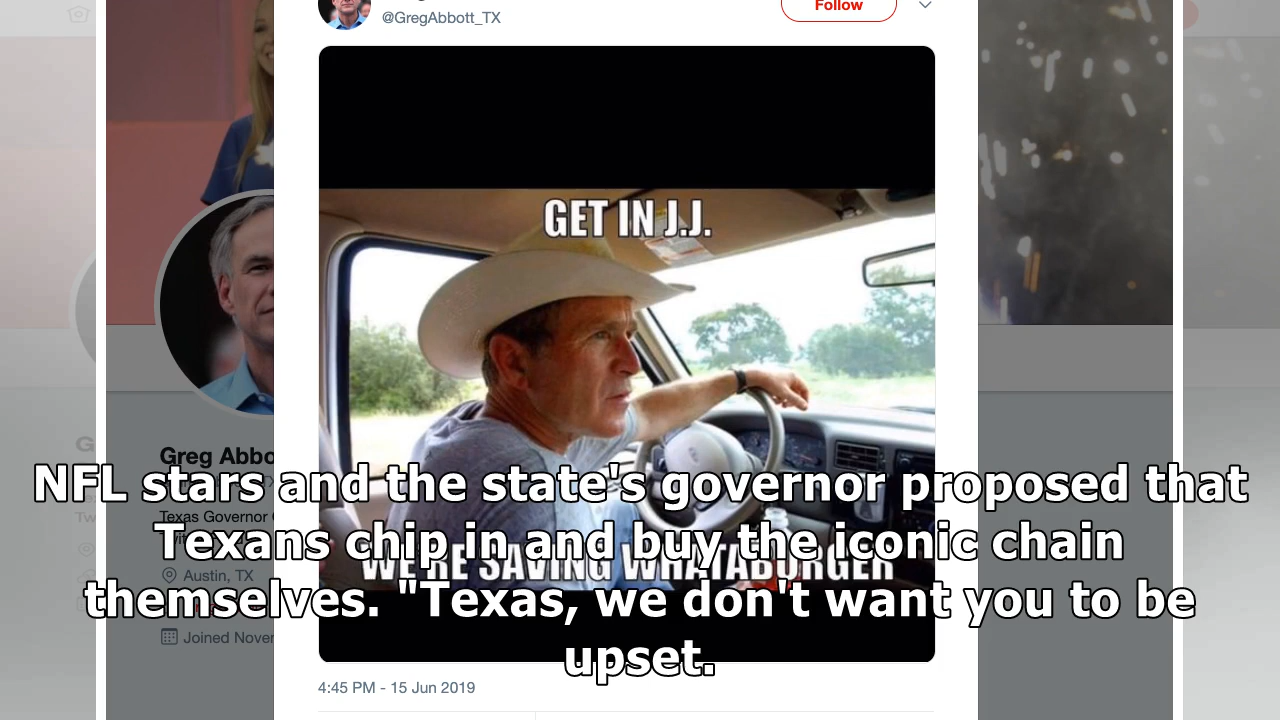 @GregAbbott_TX
Follow
GET IN J.J.
Greg Abbo
NFL stars and the state's governor proposed that
Texas Governor
Texans chip in and buy the iconic chain
WE'RE SAVING WHATABURGER
Austin, TX
themselves. "Texas, we don't want you to be
Joined Nover
upset.
4:45 PM - 15 Jun 2019